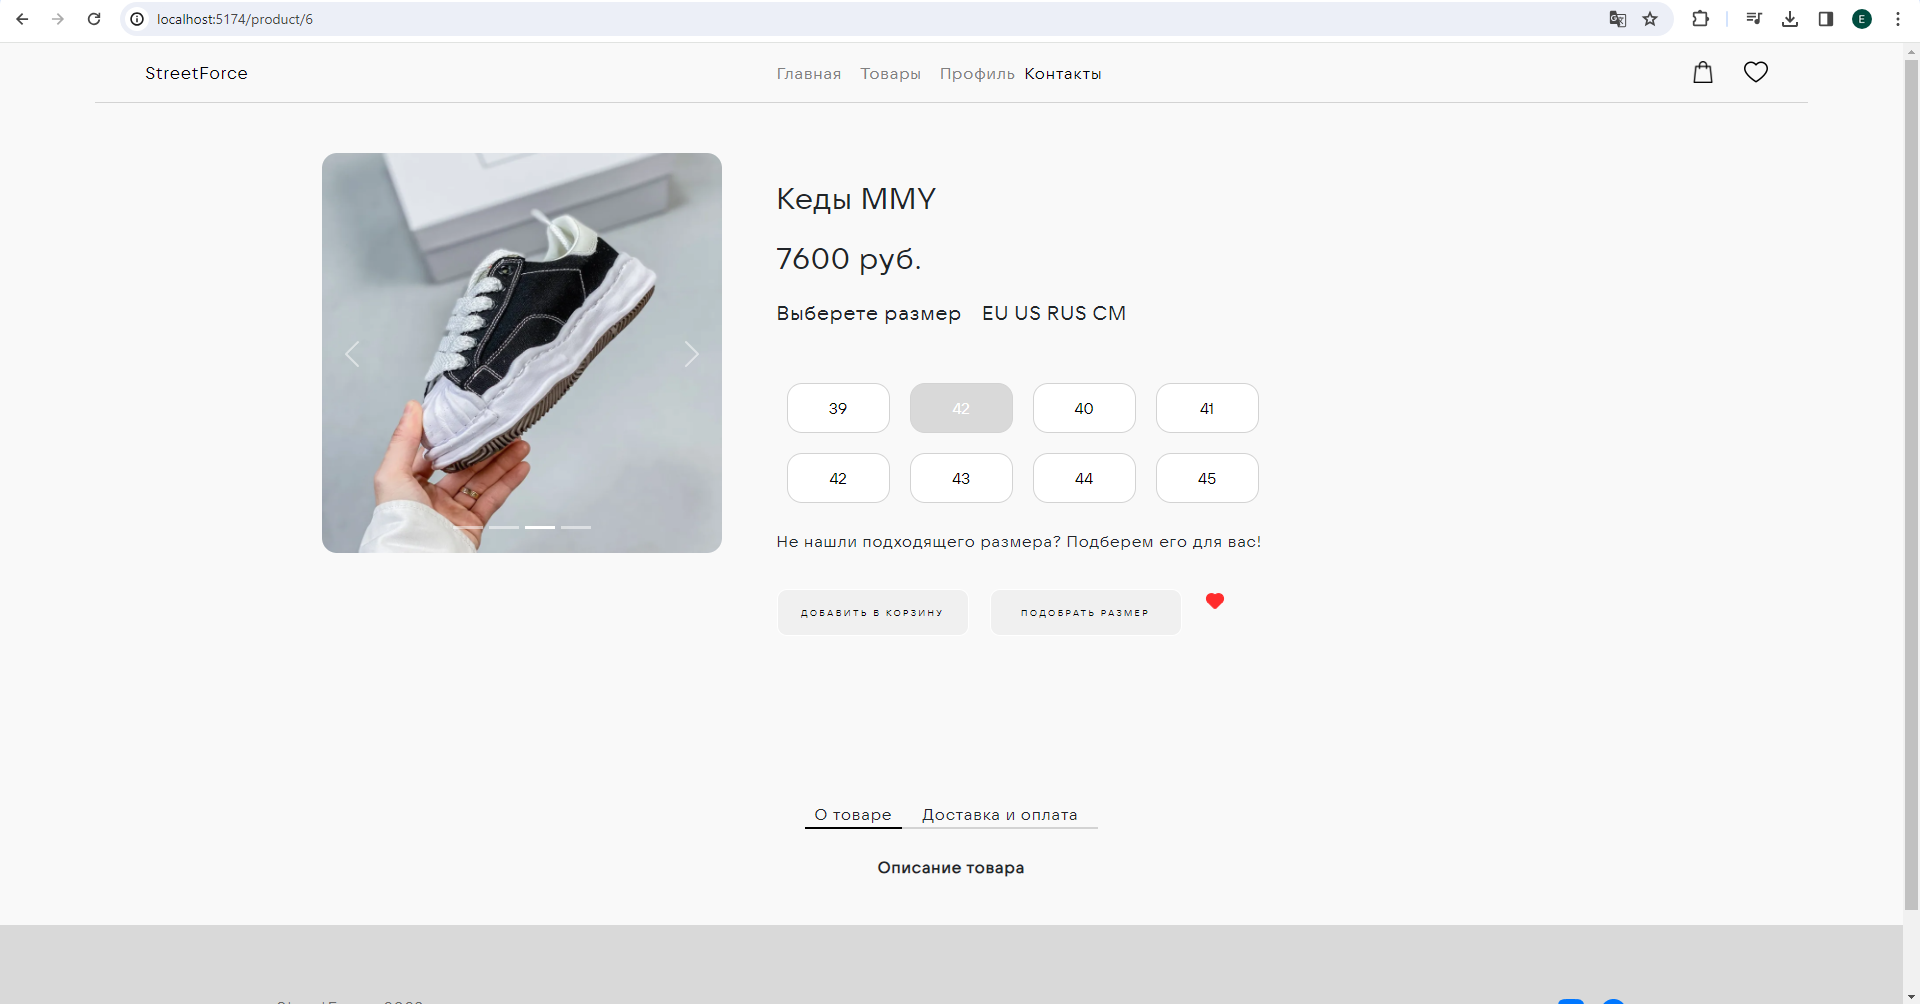 localhost:5174/product/6
E
StreetForce
Главная Товары Профиль Контакты
Кеды MMY
7600 руб.
Выберете размер EU US RUS CM
39 42 40 41
42 43 44 45
Не нашли подходящего размера? Подберем его для вас!
ДОБАВИТЬ В КОРЗИНУ ПОДОБРАТЬ РАЗМЕР
О товаре Доставка и оплата
Описание товара